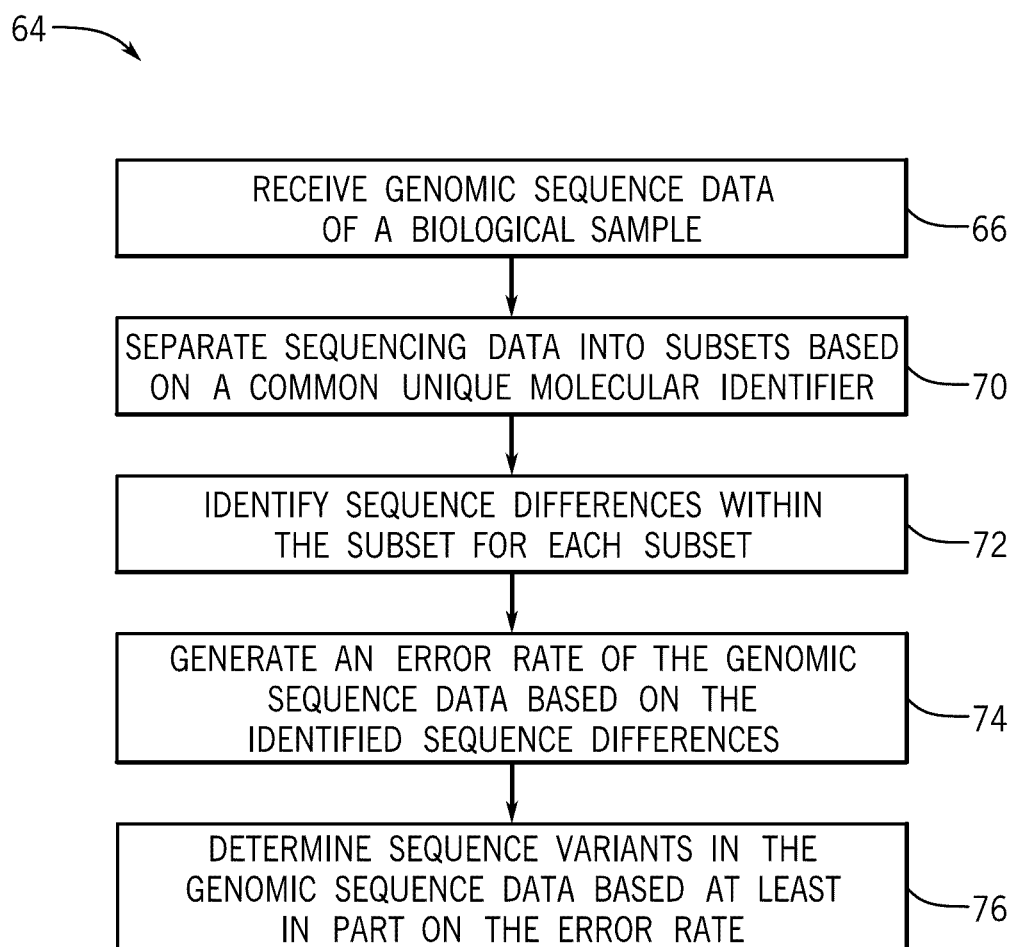 64
RECEIVE GENOMIC SEQUENCE DATA
OF A BIOLOGICAL SAMPLE
66
SEPARATE SEQUENCING DATA INTO SUBSETS BASED
ON A COMMON UNIQUE MOLECULAR IDENTIFIER
70
IDENTIFY SEQUENCE DIFFERENCES WITHIN
THE SUBSET FOR EACH SUBSET
72
GENERATE AN ERROR RATE OF THE GENOMIC
SEQUENCE DATA BASED ON THE
IDENTIFIED SEQUENCE DIFFERENCES
74
DETERMINE SEQUENCE VARIANTS IN THE
GENOMIC SEQUENCE DATA BASED AT LEAST
IN PART ON THE ERROR RATE
76